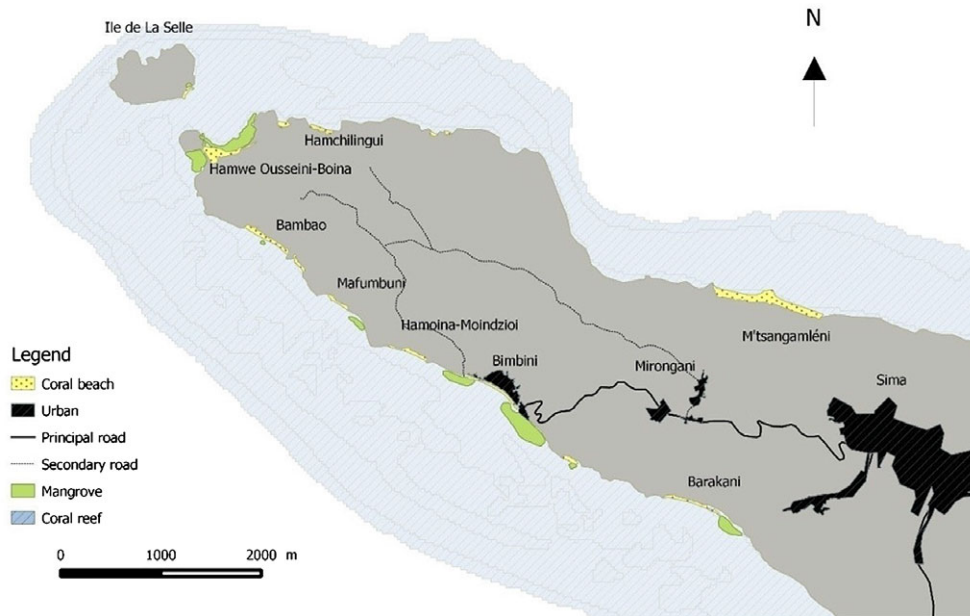 Ile de La Selle
N
Hamchilingui
Hamwe Ousseini-Boina
Bambao
Mafumbuni
Hamoina-Moindzioi
M'tsangamléni
Bimbini
Mirongani
Sima
Barakani
Legend
Coral beach
Urban
Principal road
Secondary road
Mangrove
Coral reef
0 1000 2000 m